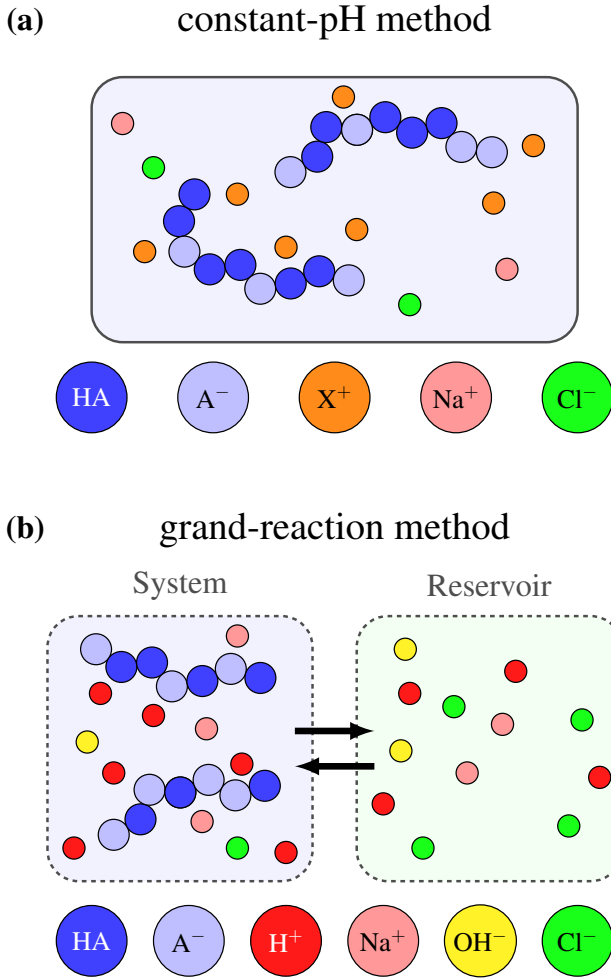 (a) constant-pH method
HA A⁻ X⁺ Na⁺ Cl⁻
(b) grand-reaction method
System Reservoir
HA A⁻ H⁺ Na⁺ OH⁻ Cl⁻